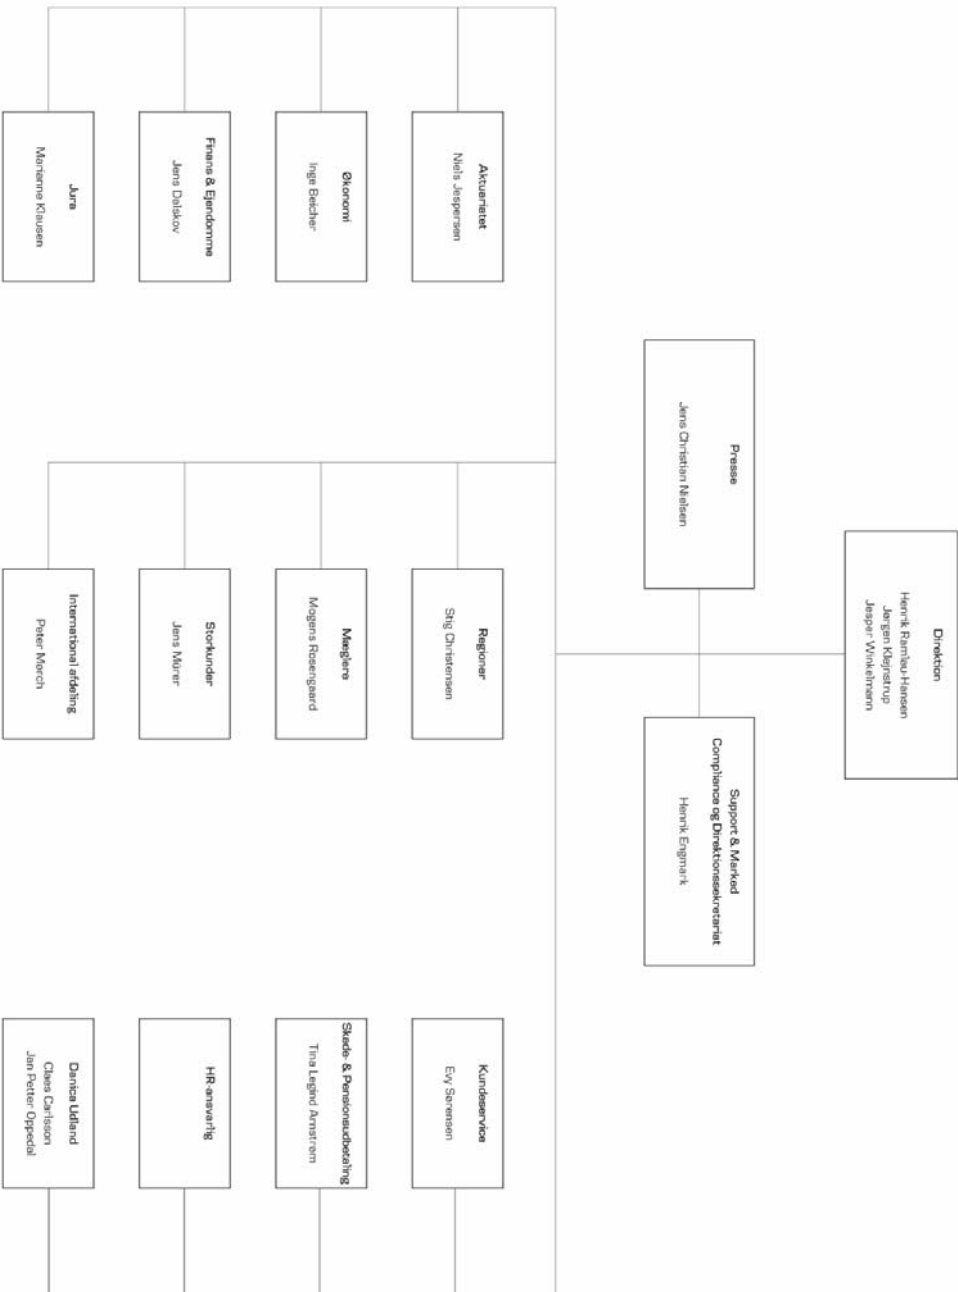 Direktion
Henrik Ramlau-Hansen
Jørgen Klejnstrup
Jesper Winkelmann
Presse
Jens Christian Nielsen
Support & Marked
Compliance og Direktionssekretariat
Henrik Engmark
Aktuariatet
Niels Jespersen
Regioner
Stig Christensen
Kundeservice
Evy Sørensen
Økonomi
Inge Beicher
Mæglere
Mogens Rosengaard
Skade- & Pensionsudbetaling
Tina Legind Arnstrøm
Finans & Ejendomme
Jens Dalskov
Storkunder
Jens Mürer
HR-ansvarlig
Jura
Marianne Klausen
International afdeling
Peter Mørch
Danica Udland
Claes Carlsson
Jan Petter Oppedal